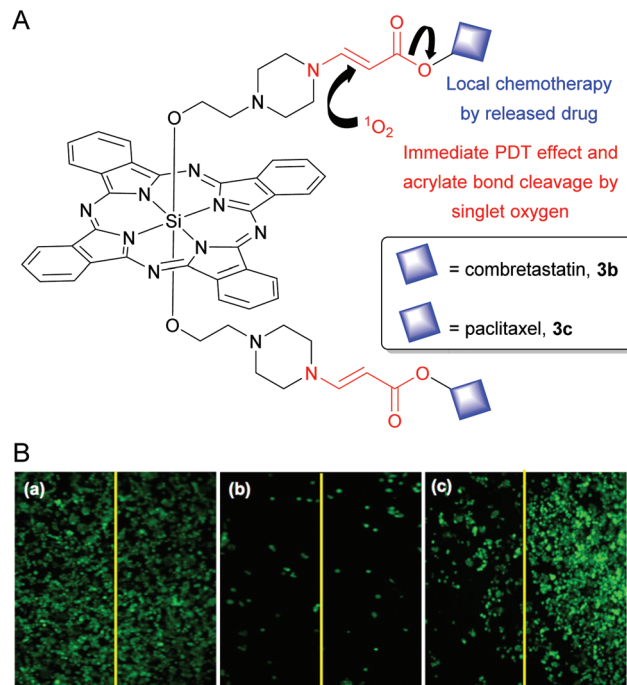 A
O
N
O
N
O
Local chemotherapy
by released drug
¹O₂
Immediate PDT effect and
acrylate bond cleavage by
singlet oxygen
N
N
N
N
Si
N
N
N
N
= combretastatin, 3b
= paclitaxel, 3c
O
N
N
O
O
B
(a)
(b)
(c)